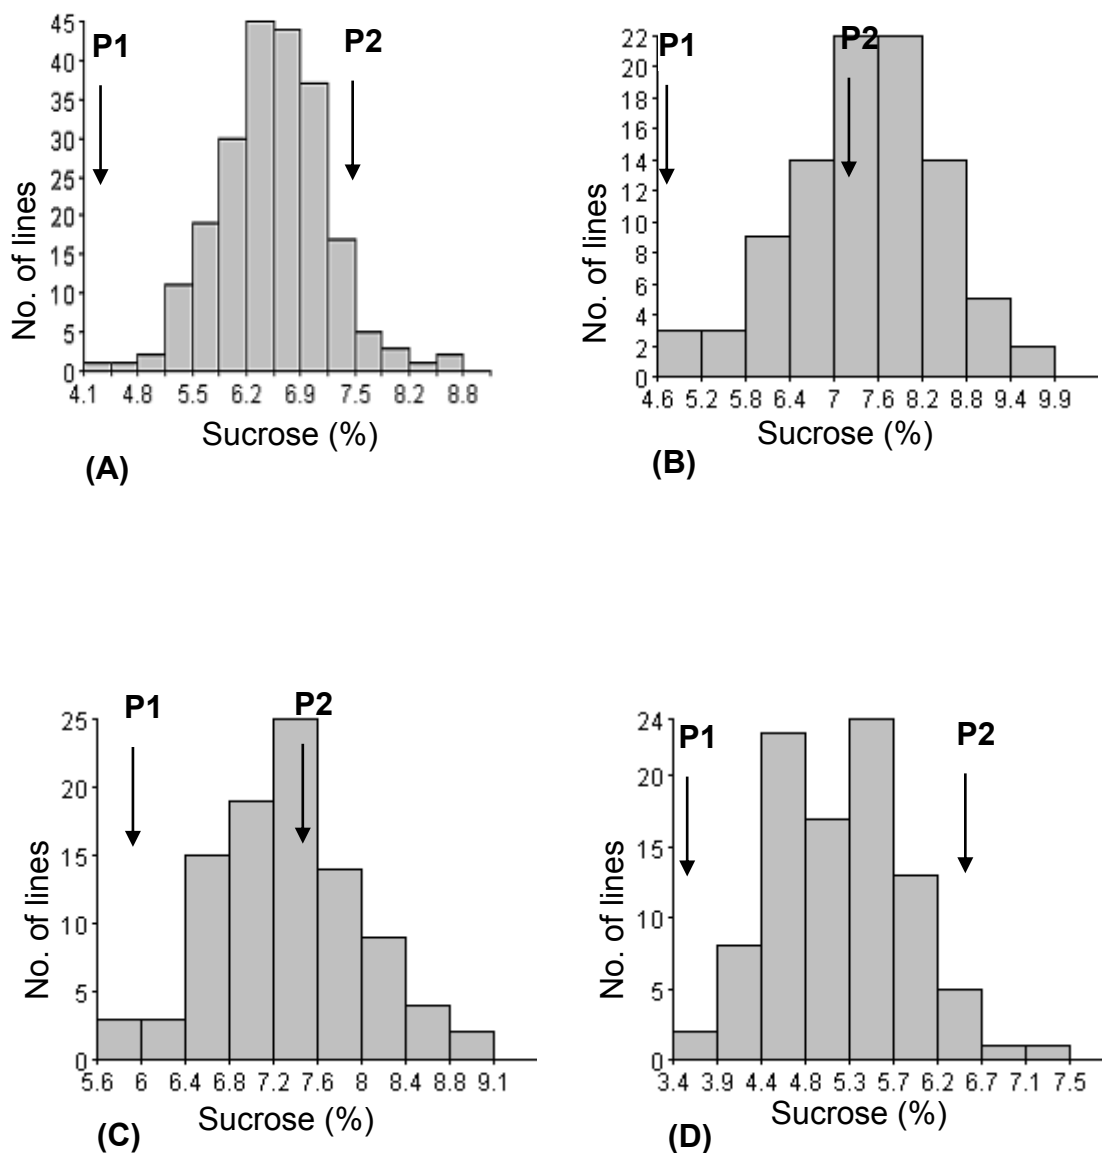 45
40
35
30
25
20
15
10
5
0
No. of lines
P1
P2
4.1 4.8 5.5 6.2 6.9 7.5 8.2 8.8
Sucrose (%)
(A)
22
20
18
16
14
12
10
8
6
4
2
0
No. of lines
P1
P2
4.6 5.2 5.8 6.4 7 7.6 8.2 8.8 9.4 9.9
Sucrose (%)
(B)
25
20
15
10
5
0
No. of lines
P1
P2
5.6 6 6.4 6.8 7.2 7.6 8 8.4 8.8 9.1
Sucrose (%)
(C)
24
20
15
10
5
0
No. of lines
P1
P2
3.4 3.9 4.4 4.8 5.3 5.7 6.2 6.7 7.1 7.5
Sucrose (%)
(D)